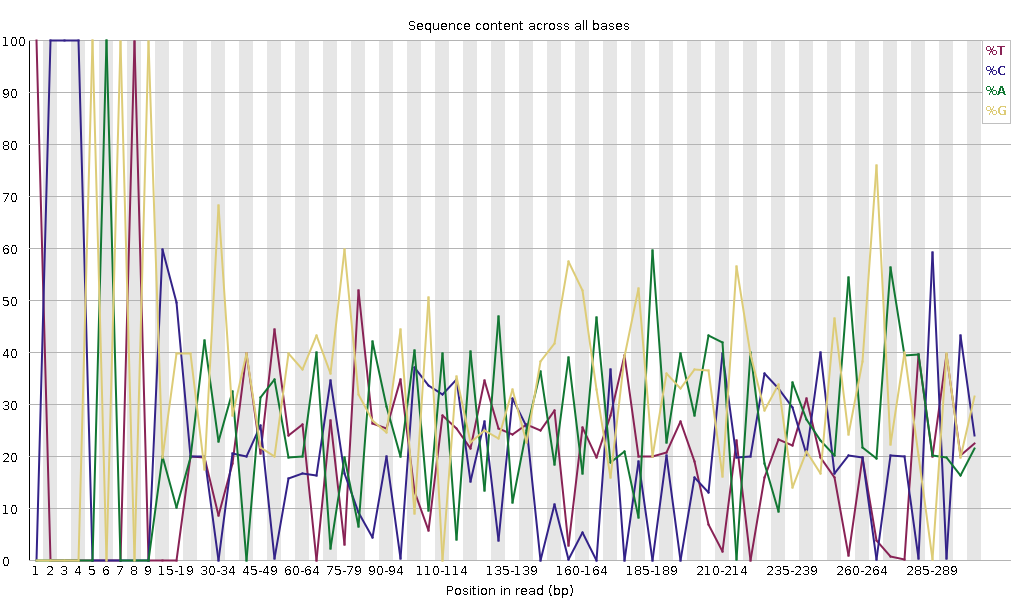 Sequence content across all bases
100
90
80
70
60
50
40
30
20
10
0
%T
%C
%A
%G
1 2 3 4 5 6 7 8 9 15-19 30-34 45-49 60-64 75-79 90-94 110-114 135-139 160-164 185-189 210-214 235-239 260-264 285-289
Position in read (bp)